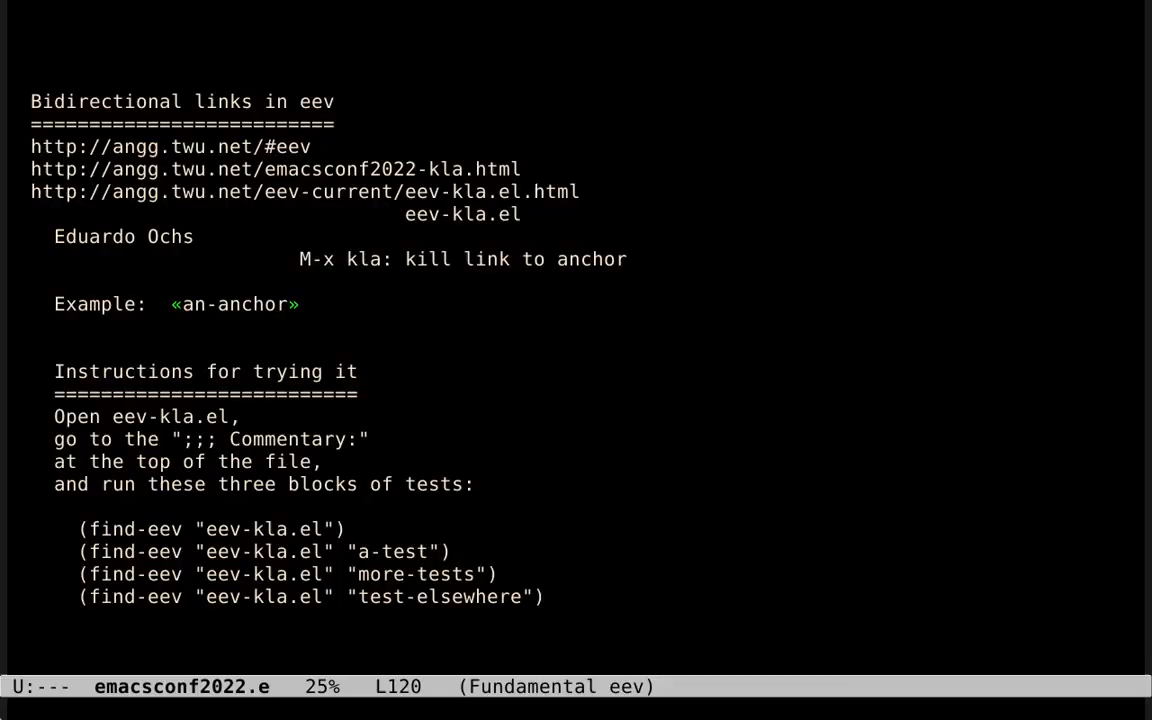 Bidirectional links in eev
==========================
http://angg.twu.net/#eev
http://angg.twu.net/emacsconf2022-kla.html
http://angg.twu.net/eev-current/eev-kla.el.html
eev-kla.el
Eduardo Ochs
M-x kla: kill link to anchor
Example:  «an-anchor»
Instructions for trying it
==========================
Open eev-kla.el,
go to the ";;; Commentary:"
at the top of the file,
and run these three blocks of tests:
(find-eev "eev-kla.el")
(find-eev "eev-kla.el" "a-test")
(find-eev "eev-kla.el" "more-tests")
(find-eev "eev-kla.el" "test-elsewhere")
U:---  emacsconf2022.e   25%   L120   (Fundamental eev)